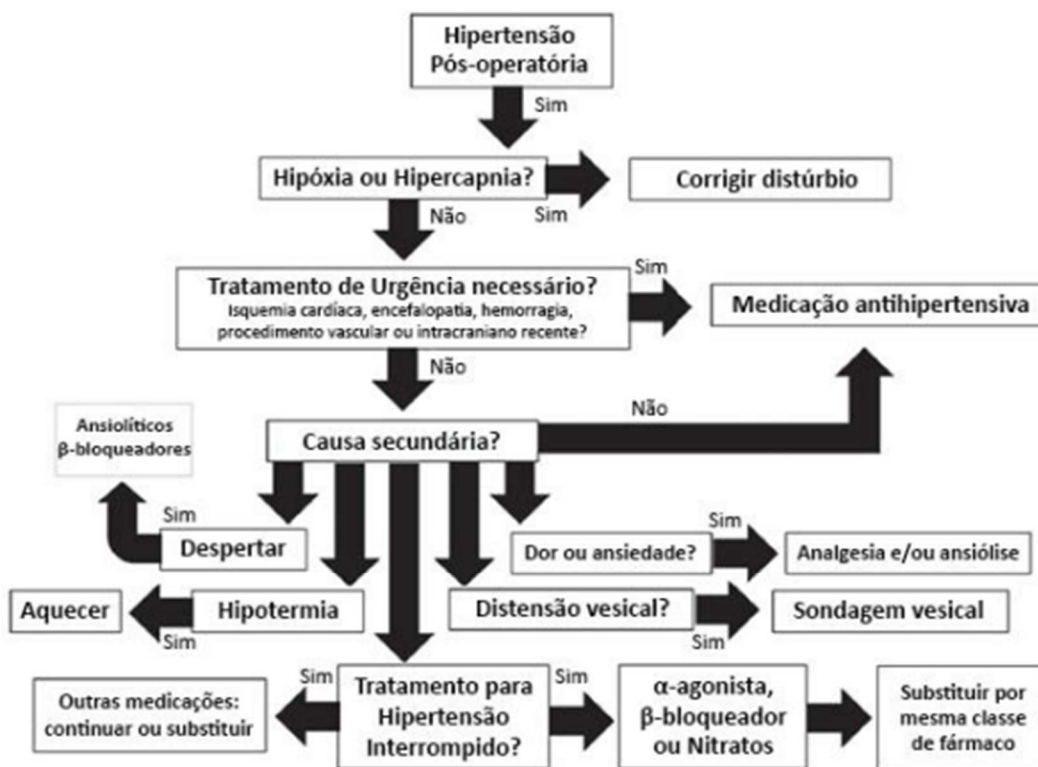 Hipertensão
Pós-operatória
Sim
Hipóxia ou Hipercapnia?
Corrigir distúrbio
Não
Sim
Tratamento de Urgência necessário?
Isquemia cardíaca, encefalopatia, hemorragia,
procedimento vascular ou intracraniano recente?
Sim
Medicação antihipertensiva
Não
Não
Causa secundária?
Ansiolíticos
β-bloqueadores
Sim
Despertar
Dor ou ansiedade?
Sim
Analgesia e/ou ansiólise
Aquecer
Sim
Hipotermia
Distensão vesical?
Sim
Sondagem vesical
Outras medicações:
continuar ou substituir
Sim
Tratamento para
Hipertensão
Interrompido?
Sim
α-agonista,
β-bloqueador
ou Nitratos
Substituir por
mesma classe
de fármaco